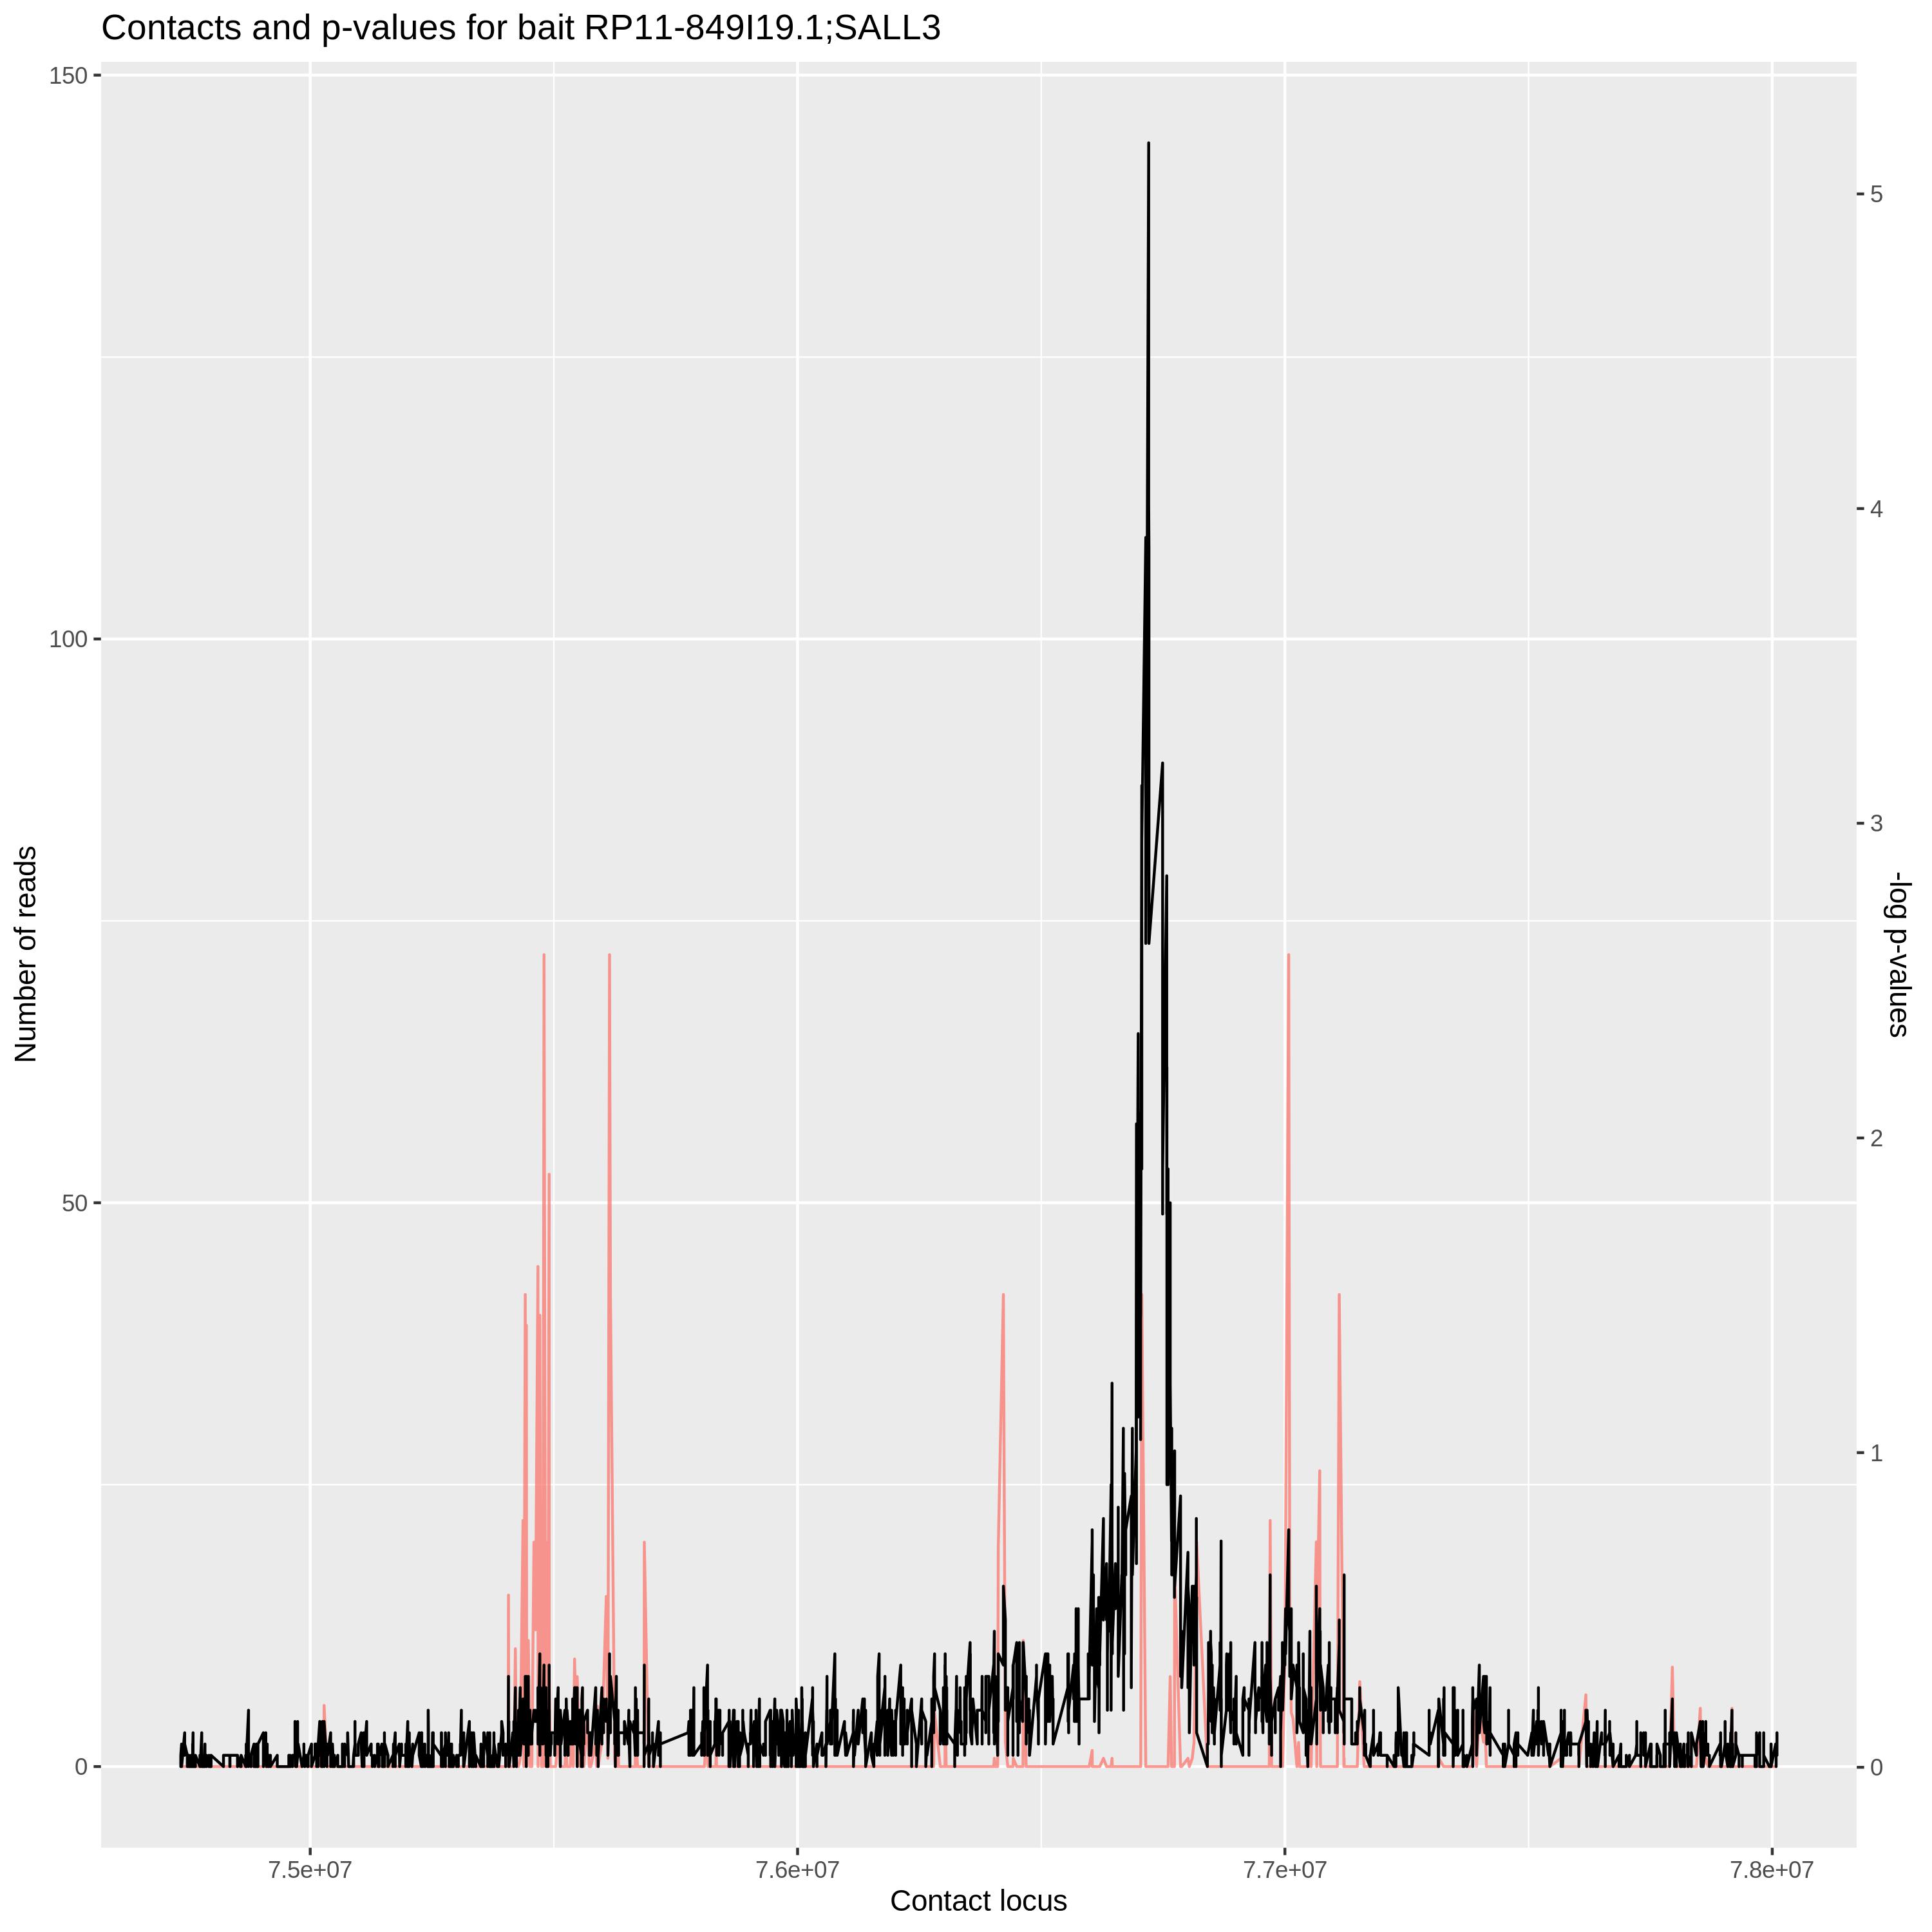 Contacts and p-values for bait RP11-849I19.1;SALL3
150
100
50
0
Number of reads
5
4
3
2
1
0
-log p-values
7.5e+07
7.6e+07
7.7e+07
7.8e+07
Contact locus